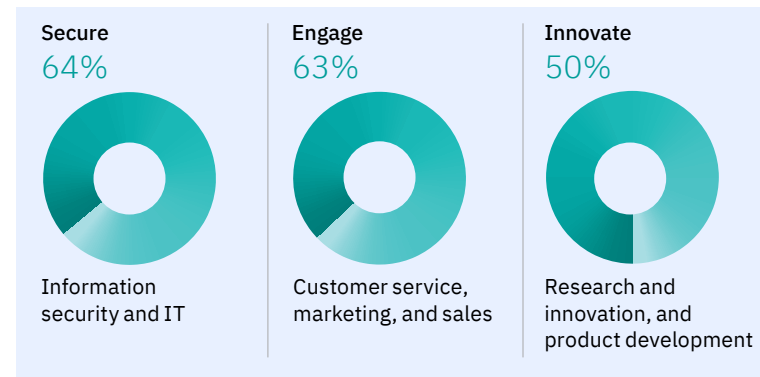 Secure
64%
Information
security and IT
Engage
63%
Customer service,
marketing, and sales
Innovate
50%
Research and
innovation, and
product development